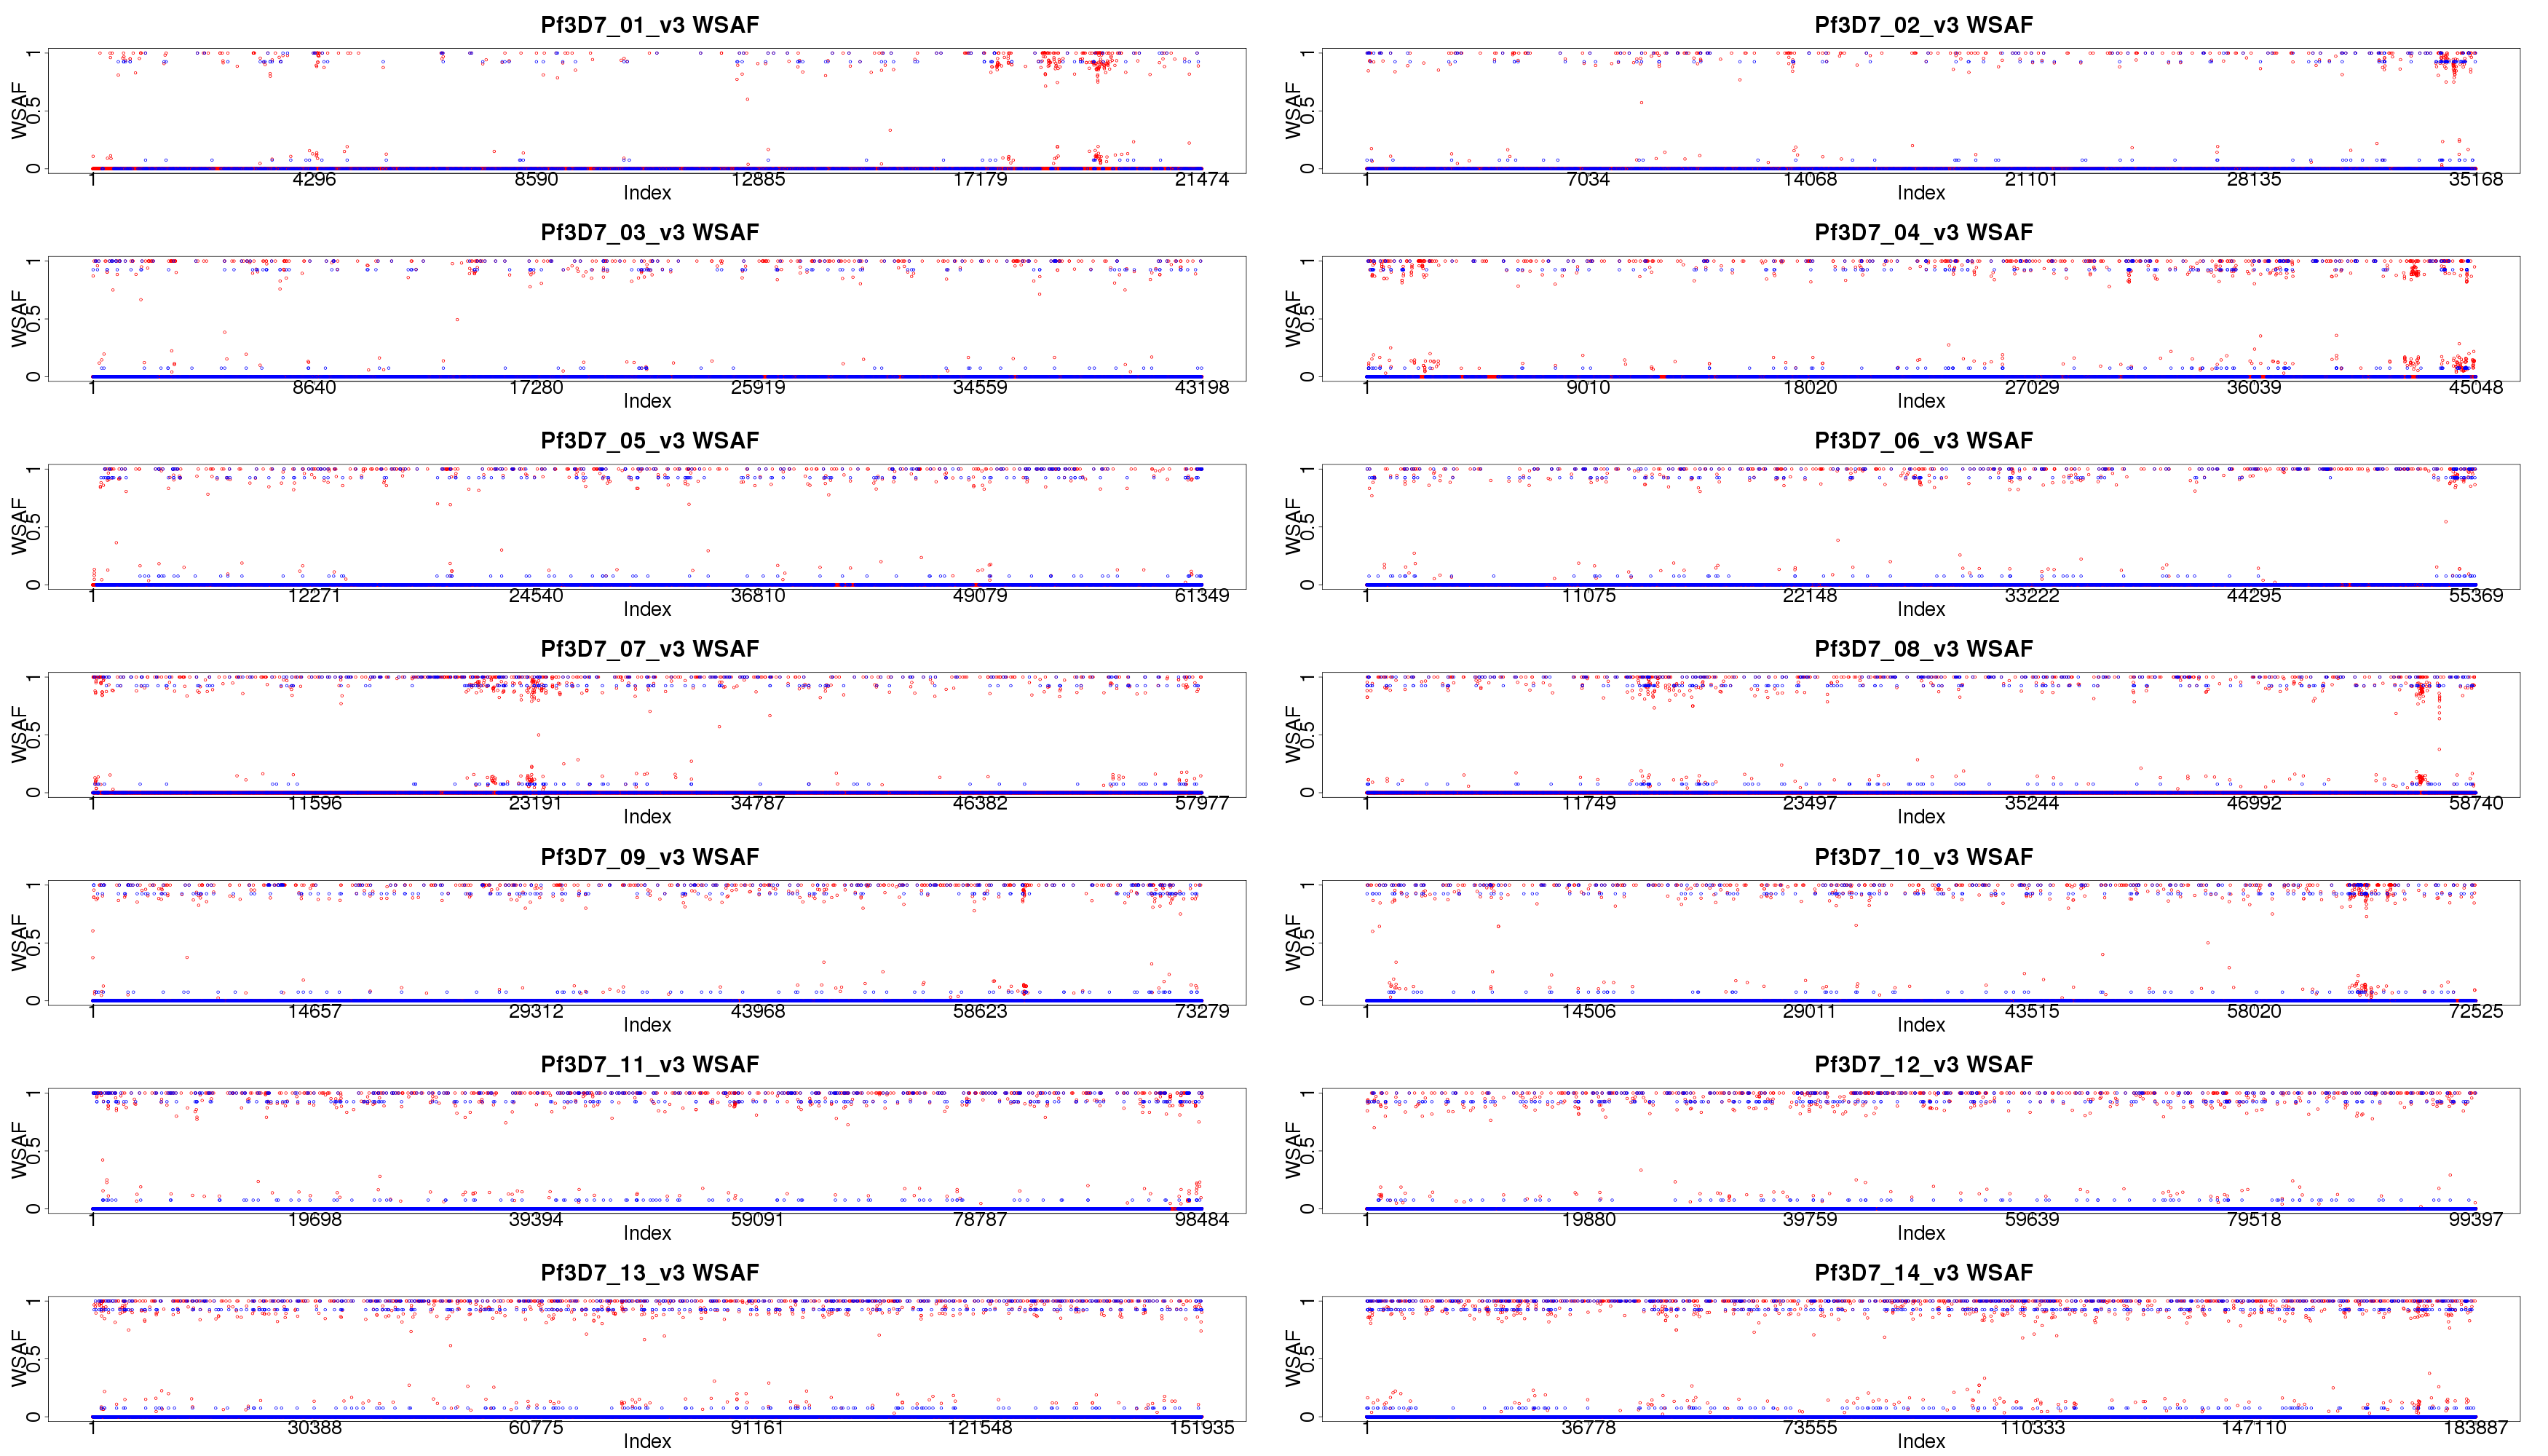 Pf3D7_01_v3 WSAF
WSAF
1
0.5
0
1 4296 8590 12885 17179 21474
Index
Pf3D7_02_v3 WSAF
WSAF
1
0.5
0
1 7034 14068 21101 28135 35168
Index
Pf3D7_03_v3 WSAF
WSAF
1
0.5
0
1 8640 17280 25919 34559 43198
Index
Pf3D7_04_v3 WSAF
WSAF
1
0.5
0
1 9010 18020 27029 36039 45048
Index
Pf3D7_05_v3 WSAF
WSAF
1
0.5
0
1 12271 24540 36810 49079 61349
Index
Pf3D7_06_v3 WSAF
WSAF
1
0.5
0
1 11075 22148 33222 44295 55369
Index
Pf3D7_07_v3 WSAF
WSAF
1
0.5
0
1 11596 23191 34787 46382 57977
Index
Pf3D7_08_v3 WSAF
WSAF
1
0.5
0
1 11749 23497 35244 46992 58740
Index
Pf3D7_09_v3 WSAF
WSAF
1
0.5
0
1 14657 29312 43968 58623 73279
Index
Pf3D7_10_v3 WSAF
WSAF
1
0.5
0
1 14506 29011 43515 58020 72525
Index
Pf3D7_11_v3 WSAF
WSAF
1
0.5
0
1 19698 39394 59091 78787 98484
Index
Pf3D7_12_v3 WSAF
WSAF
1
0.5
0
1 19880 39759 59639 79518 99397
Index
Pf3D7_13_v3 WSAF
WSAF
1
0.5
0
1 30388 60775 91161 121548 151935
Index
Pf3D7_14_v3 WSAF
WSAF
1
0.5
0
1 36778 73555 110333 147110 183887
Index